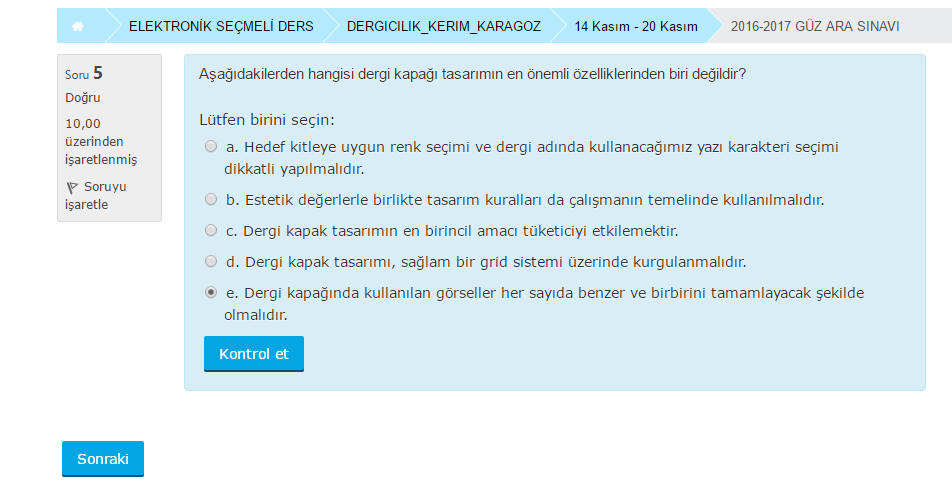 ELEKTRONİK SEÇMELİ DERS
DERGICILIK_KERIM_KARAGOZ
14 Kasım - 20 Kasım
2016-2017 GÜZ ARA SINAVI
Soru 5
Doğru
10,00
üzerinden
işaretlenmiş
Soruyu
işaretle
Aşağıdakilerden hangisi dergi kapağı tasarımın en önemli özelliklerinden biri değildir?
Lütfen birini seçin:
a. Hedef kitleye uygun renk seçimi ve dergi adında kullanacağımız yazı karakteri seçimi
dikkatli yapılmalıdır.
b. Estetik değerlerle birlikte tasarım kuralları da çalışmanın temelinde kullanılmalıdır.
c. Dergi kapak tasarımın en birincil amacı tüketiciyi etkilemektir.
d. Dergi kapak tasarımı, sağlam bir grid sistemi üzerinde kurgulanmalıdır.
e. Dergi kapağında kullanılan görseller her sayıda benzer ve birbirini tamamlayacak şekilde
olmalıdır.
Kontrol et
Sonraki